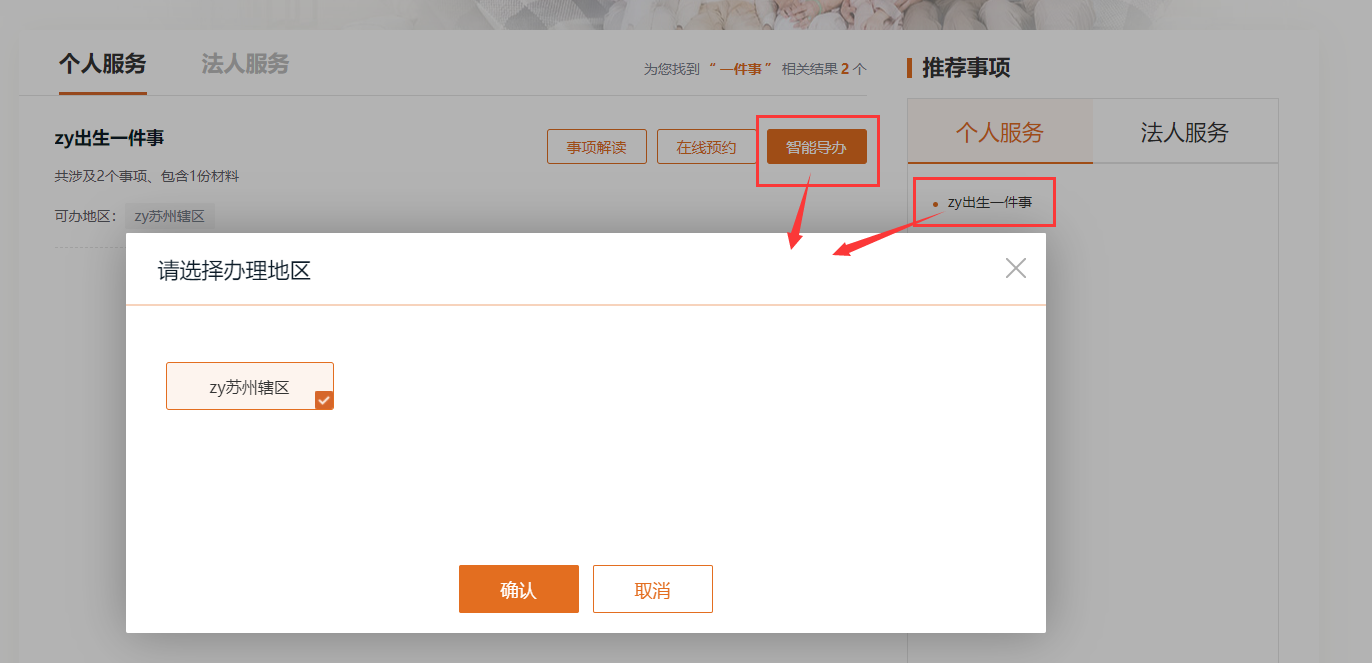 个人服务
法人服务
为您找到 “ 一件事 ” 相关结果 2 个
zy出生一件事
事项解读
在线预约
智能导办
共涉及2个事项、包含1份材料
可办地区：
zy苏州辖区
推荐事项
个人服务
法人服务
zy出生一件事
请选择办理地区
zy苏州辖区
确认
取消